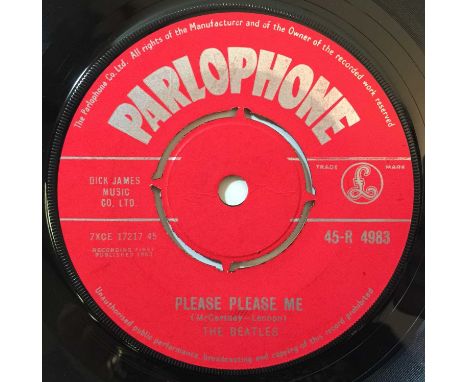 The Parlophone Co. Ltd. All rights of the Manufacturer and of the Owner of the recorded work reserved.
PARLOPHONE
TRADE MARK
£
DICK JAMES
MUSIC
CO. LTD.
7XCE 17217 45
RECORDING FIRST
PUBLISHED 1963
45-R 4983
PLEASE PLEASE ME
(McCartney - Lennon)
THE BEATLES
Unauthorised public performance, broadcasting and copying of this record prohibited.